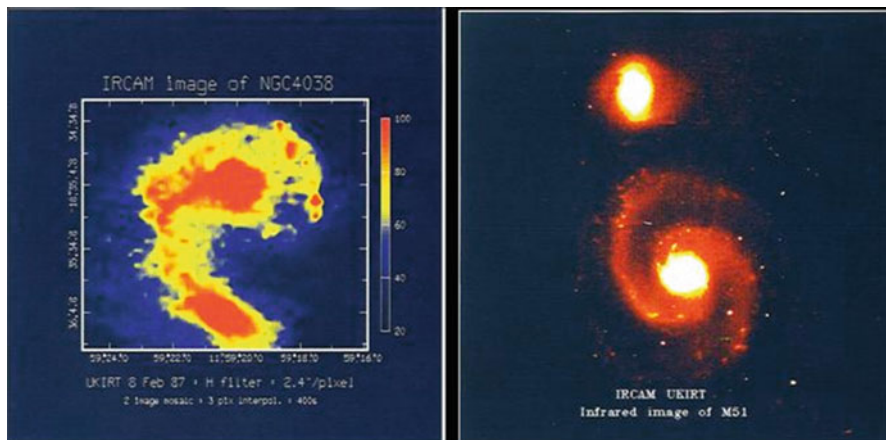 IRCAM image of NGC4038
100
80
60
40
20
UKIRT 8 Feb 87 + H filter + 2.4"/pixel
2 image mosaic + 3 pix interpol. + 400s
IRCAM UKIRT
Infrared image of M51